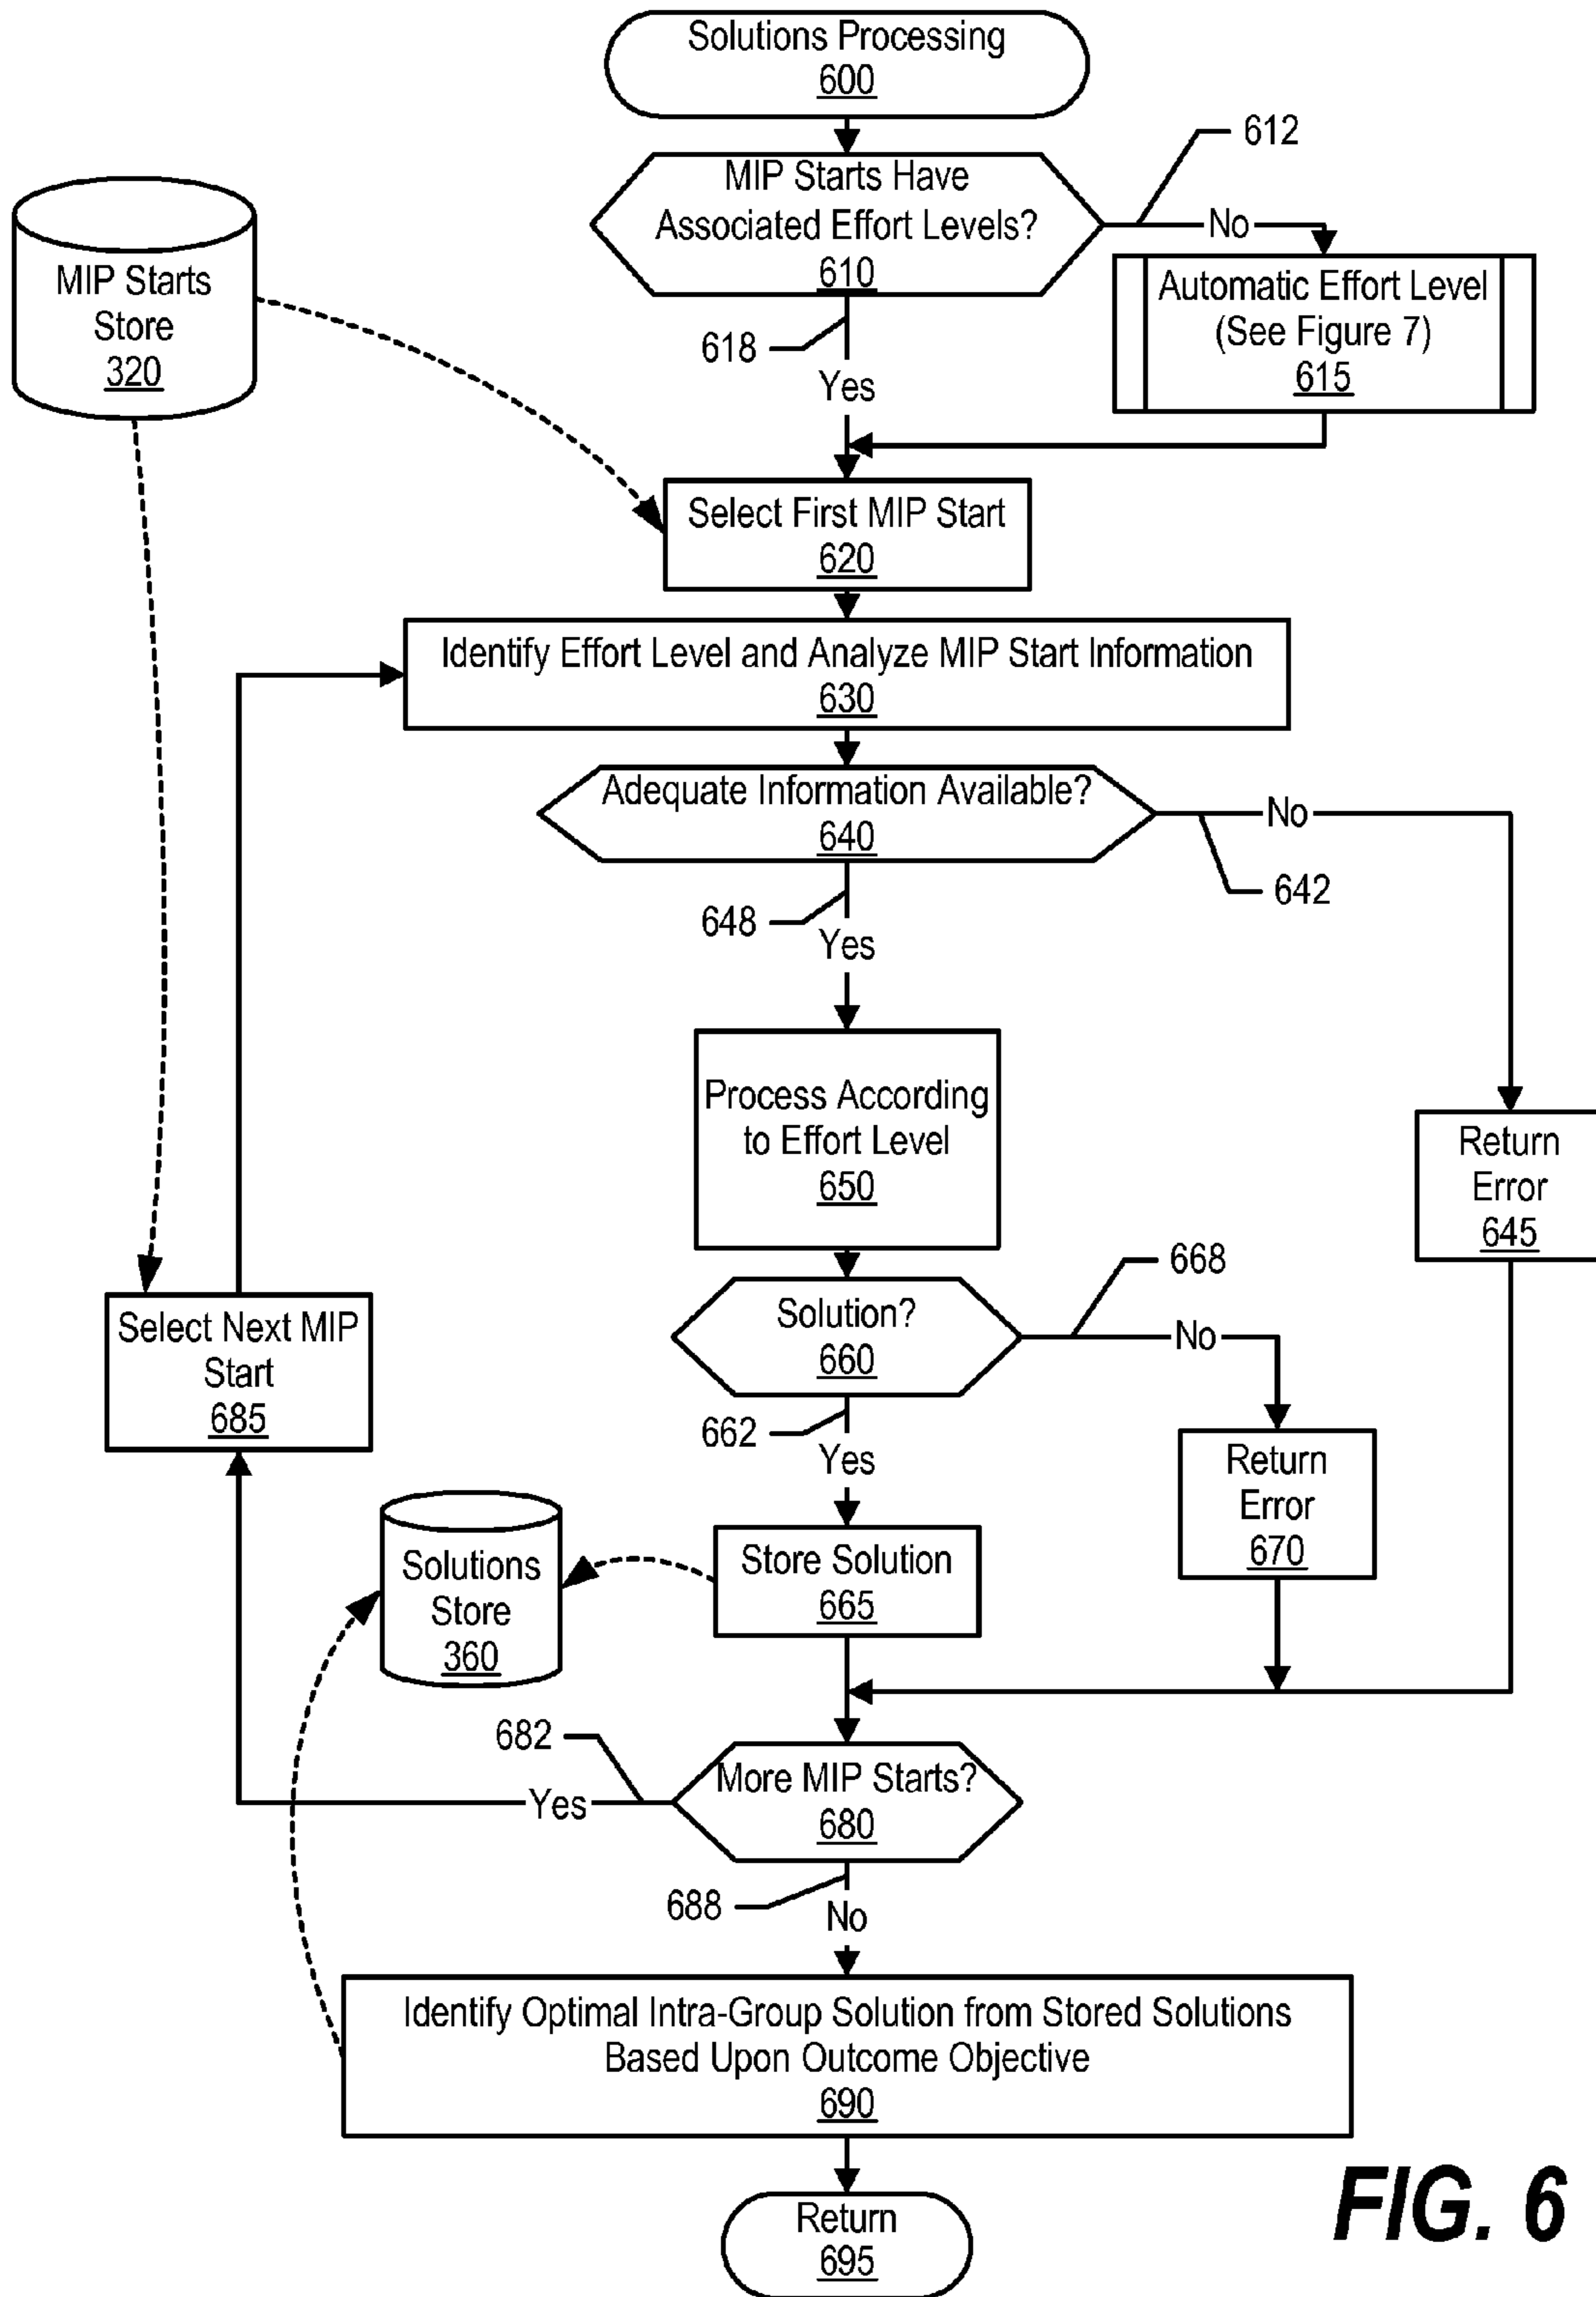 Solutions Processing
600
612
MIP Starts Have
Associated Effort Levels?
610
No
MIP Starts
Store
320
Automatic Effort Level
(See Figure 7)
615
618
Yes
Select First MIP Start
620
Identify Effort Level and Analyze MIP Start Information
630
Adequate Information Available?
640
No
642
648
Yes
Process According
to Effort Level
650
Return
Error
645
668
Solution?
660
No
Select Next MIP
Start
685
662
Yes
Return
Error
670
Solutions
Store
360
Store Solution
665
682
More MIP Starts?
680
Yes
688
No
Identify Optimal Intra-Group Solution from Stored Solutions
Based Upon Outcome Objective
690
Return
695
FIG. 6